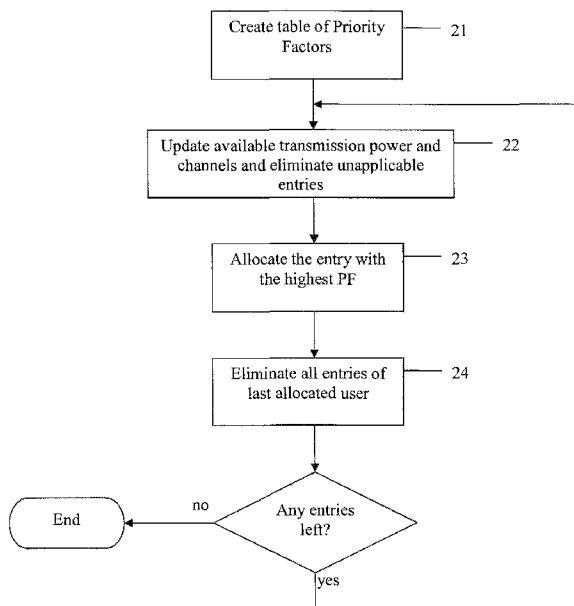 Create table of Priority
Factors
21
Update available transmission power and
channels and eliminate unapplicable
entries
22
Allocate the entry with
the highest PF
23
Eliminate all entries of
last allocated user
24
Any entries
left?
no
End
yes